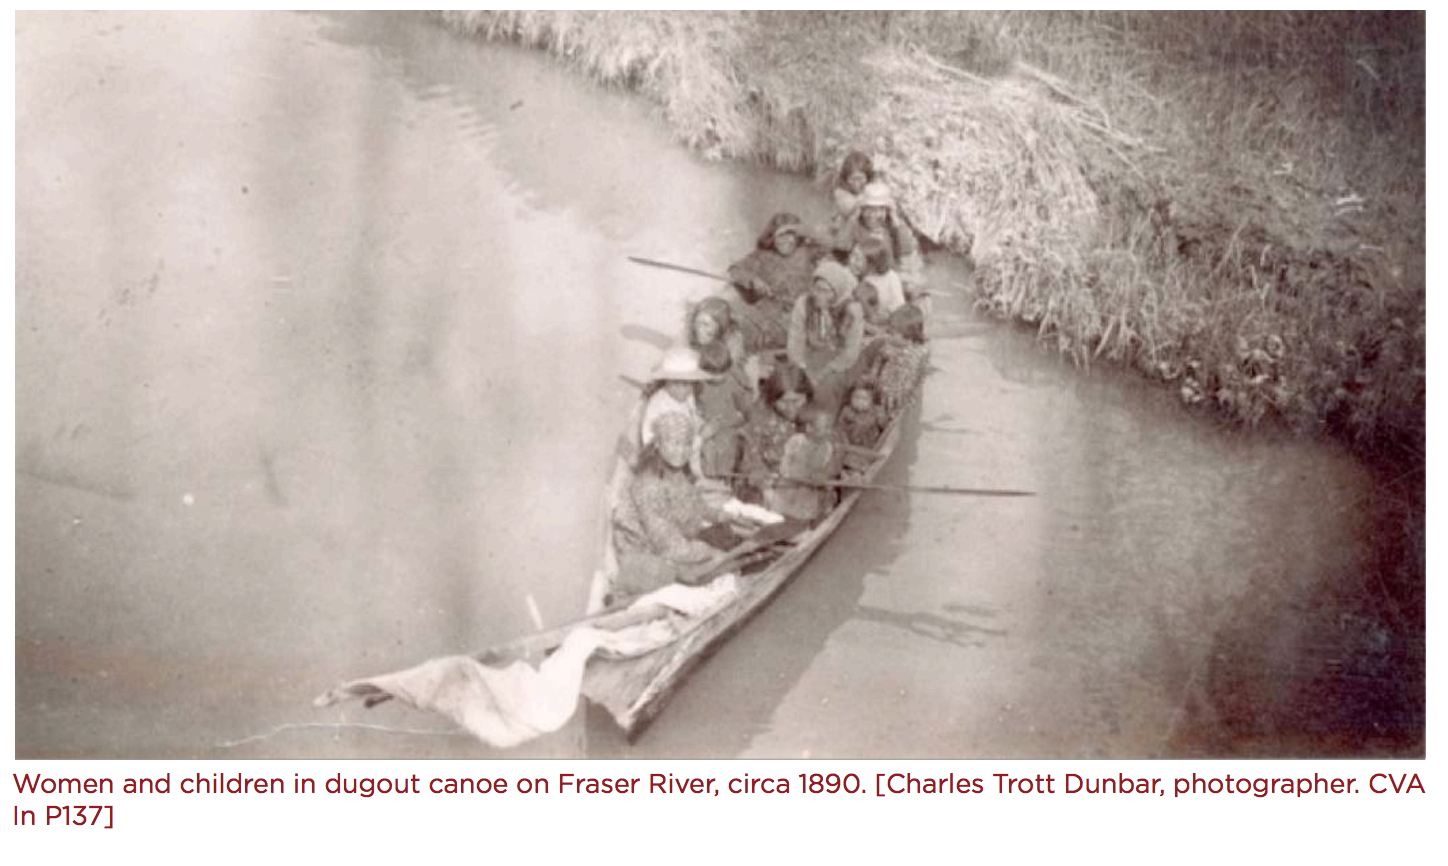 Women and children in dugout canoe on Fraser River, circa 1890. [Charles Trott Dunbar, photographer. CVA
In P137]